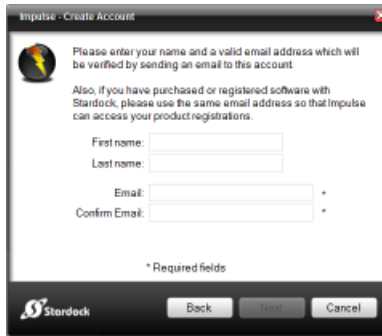 Impulse - Create Account
Please enter your name and a valid email address which will
be verified by sending an email to this account.
Also, if you have purchased or registered software with
Stardock, please use the same email address so that Impulse
can access your product registrations.
First name:
Last name:
Email: *
Confirm Email: *
* Required fields
Stardock
Back Next Cancel